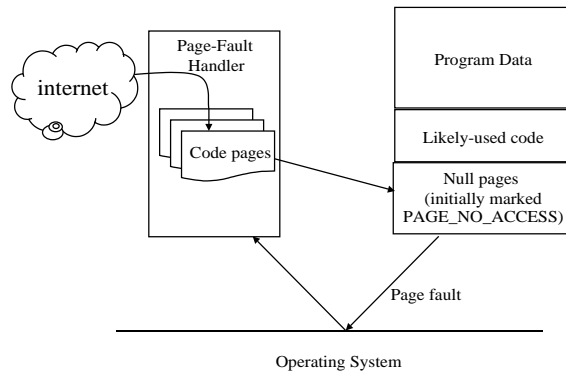 Page-Fault
Handler
internet
Code pages
Program Data
Likely-used code
Null pages
(initially marked
PAGE_NO_ACCESS)
Page fault
Operating System